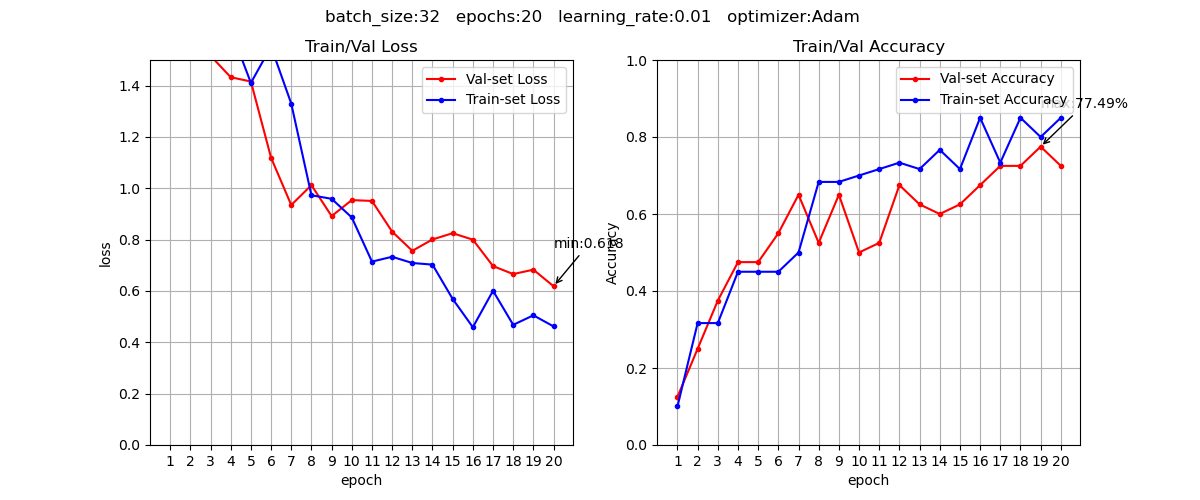 batch_size:32 epochs:20 learning_rate:0.01 optimizer:Adam
Train/Val Loss
1.4
1.2
1.0
0.8
0.6
0.4
0.2
0.0
loss
Val-set Loss
Train-set Loss
min:0.618
1 2 3 4 5 6 7 8 9 10 11 12 13 14 15 16 17 18 19 20
epoch
Train/Val Accuracy
1.0
0.8
0.6
0.4
0.2
0.0
Accuracy
Val-set Accuracy
Train-set Accuracy
max:77.49%
1 2 3 4 5 6 7 8 9 10 11 12 13 14 15 16 17 18 19 20
epoch